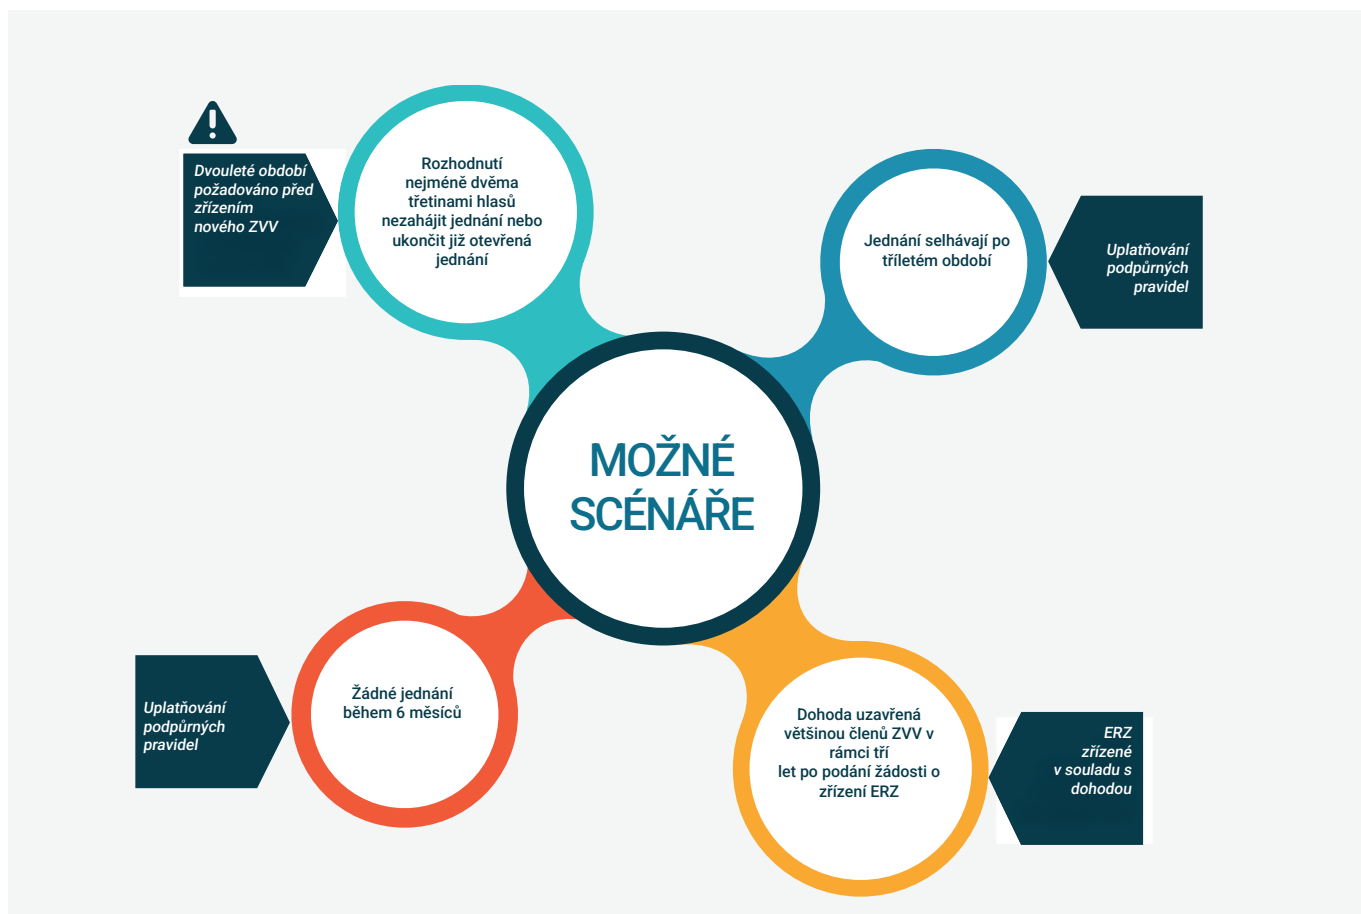 Dvouleté období
požadováno před
zřízením
nového ZVV
Rozhodnutí
nejméně dvěma
třetinami hlasů
nezahájit jednání nebo
ukončit již otevřená
jednání
Jednání selhávají po
tříletém období
Uplatňování
podpůrných
pravidel
MOŽNÉ
SCÉNÁŘE
Uplatňování
podpůrných
pravidel
Žádné jednání
během 6 měsíců
Dohoda uzavřená
většinou členů ZVV v
rámci tří
let po podání žádosti o
zřízení ERZ
ERZ
zřízené
v souladu s
dohodou